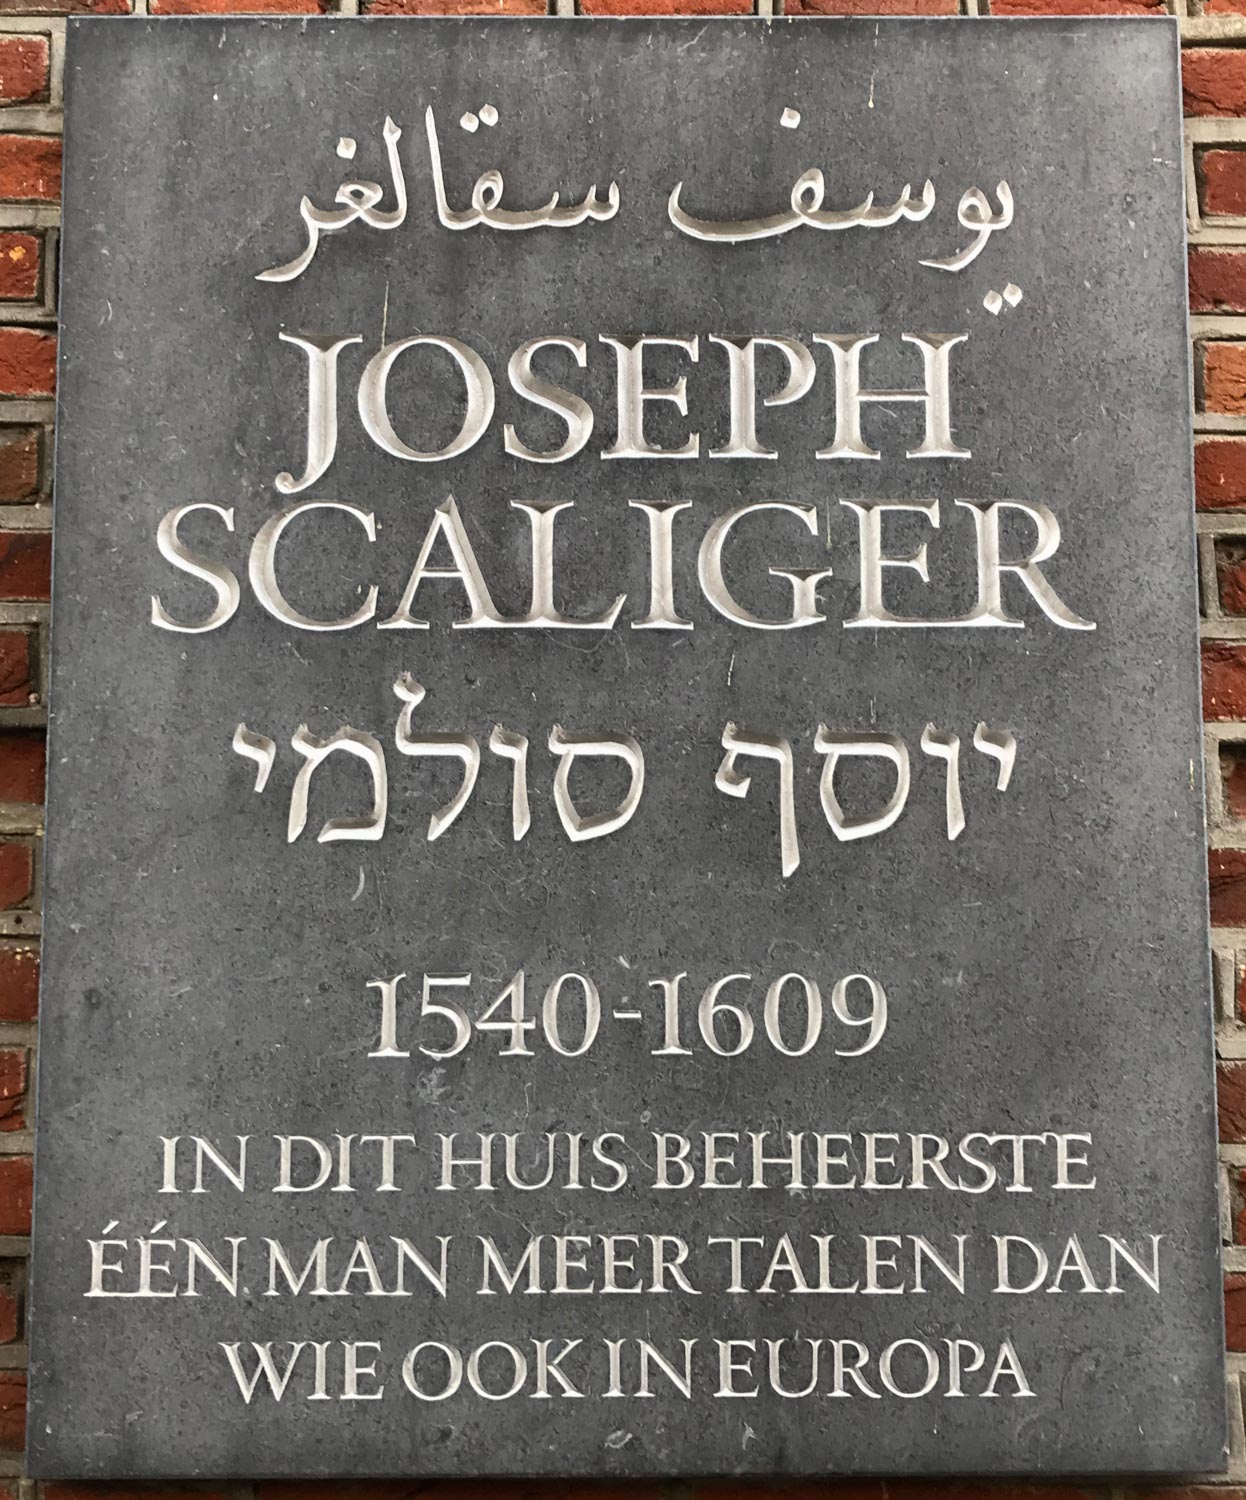 يوسف سقالغر
JOSEPH
SCALIGER
יוסף סולמי
1540-1609
IN DIT HUIS BEHEERSTE
ÉÉN MAN MEER TALEN DAN
WIE OOK IN EUROPA